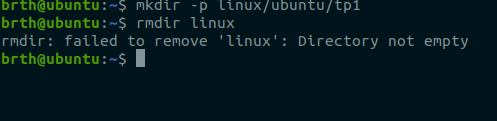 brth@ubuntu:~$ mkdir -p linux/ubuntu/tp1
brth@ubuntu:~$ rmdir linux
rmdir: failed to remove 'linux': Directory not empty
brth@ubuntu:~$